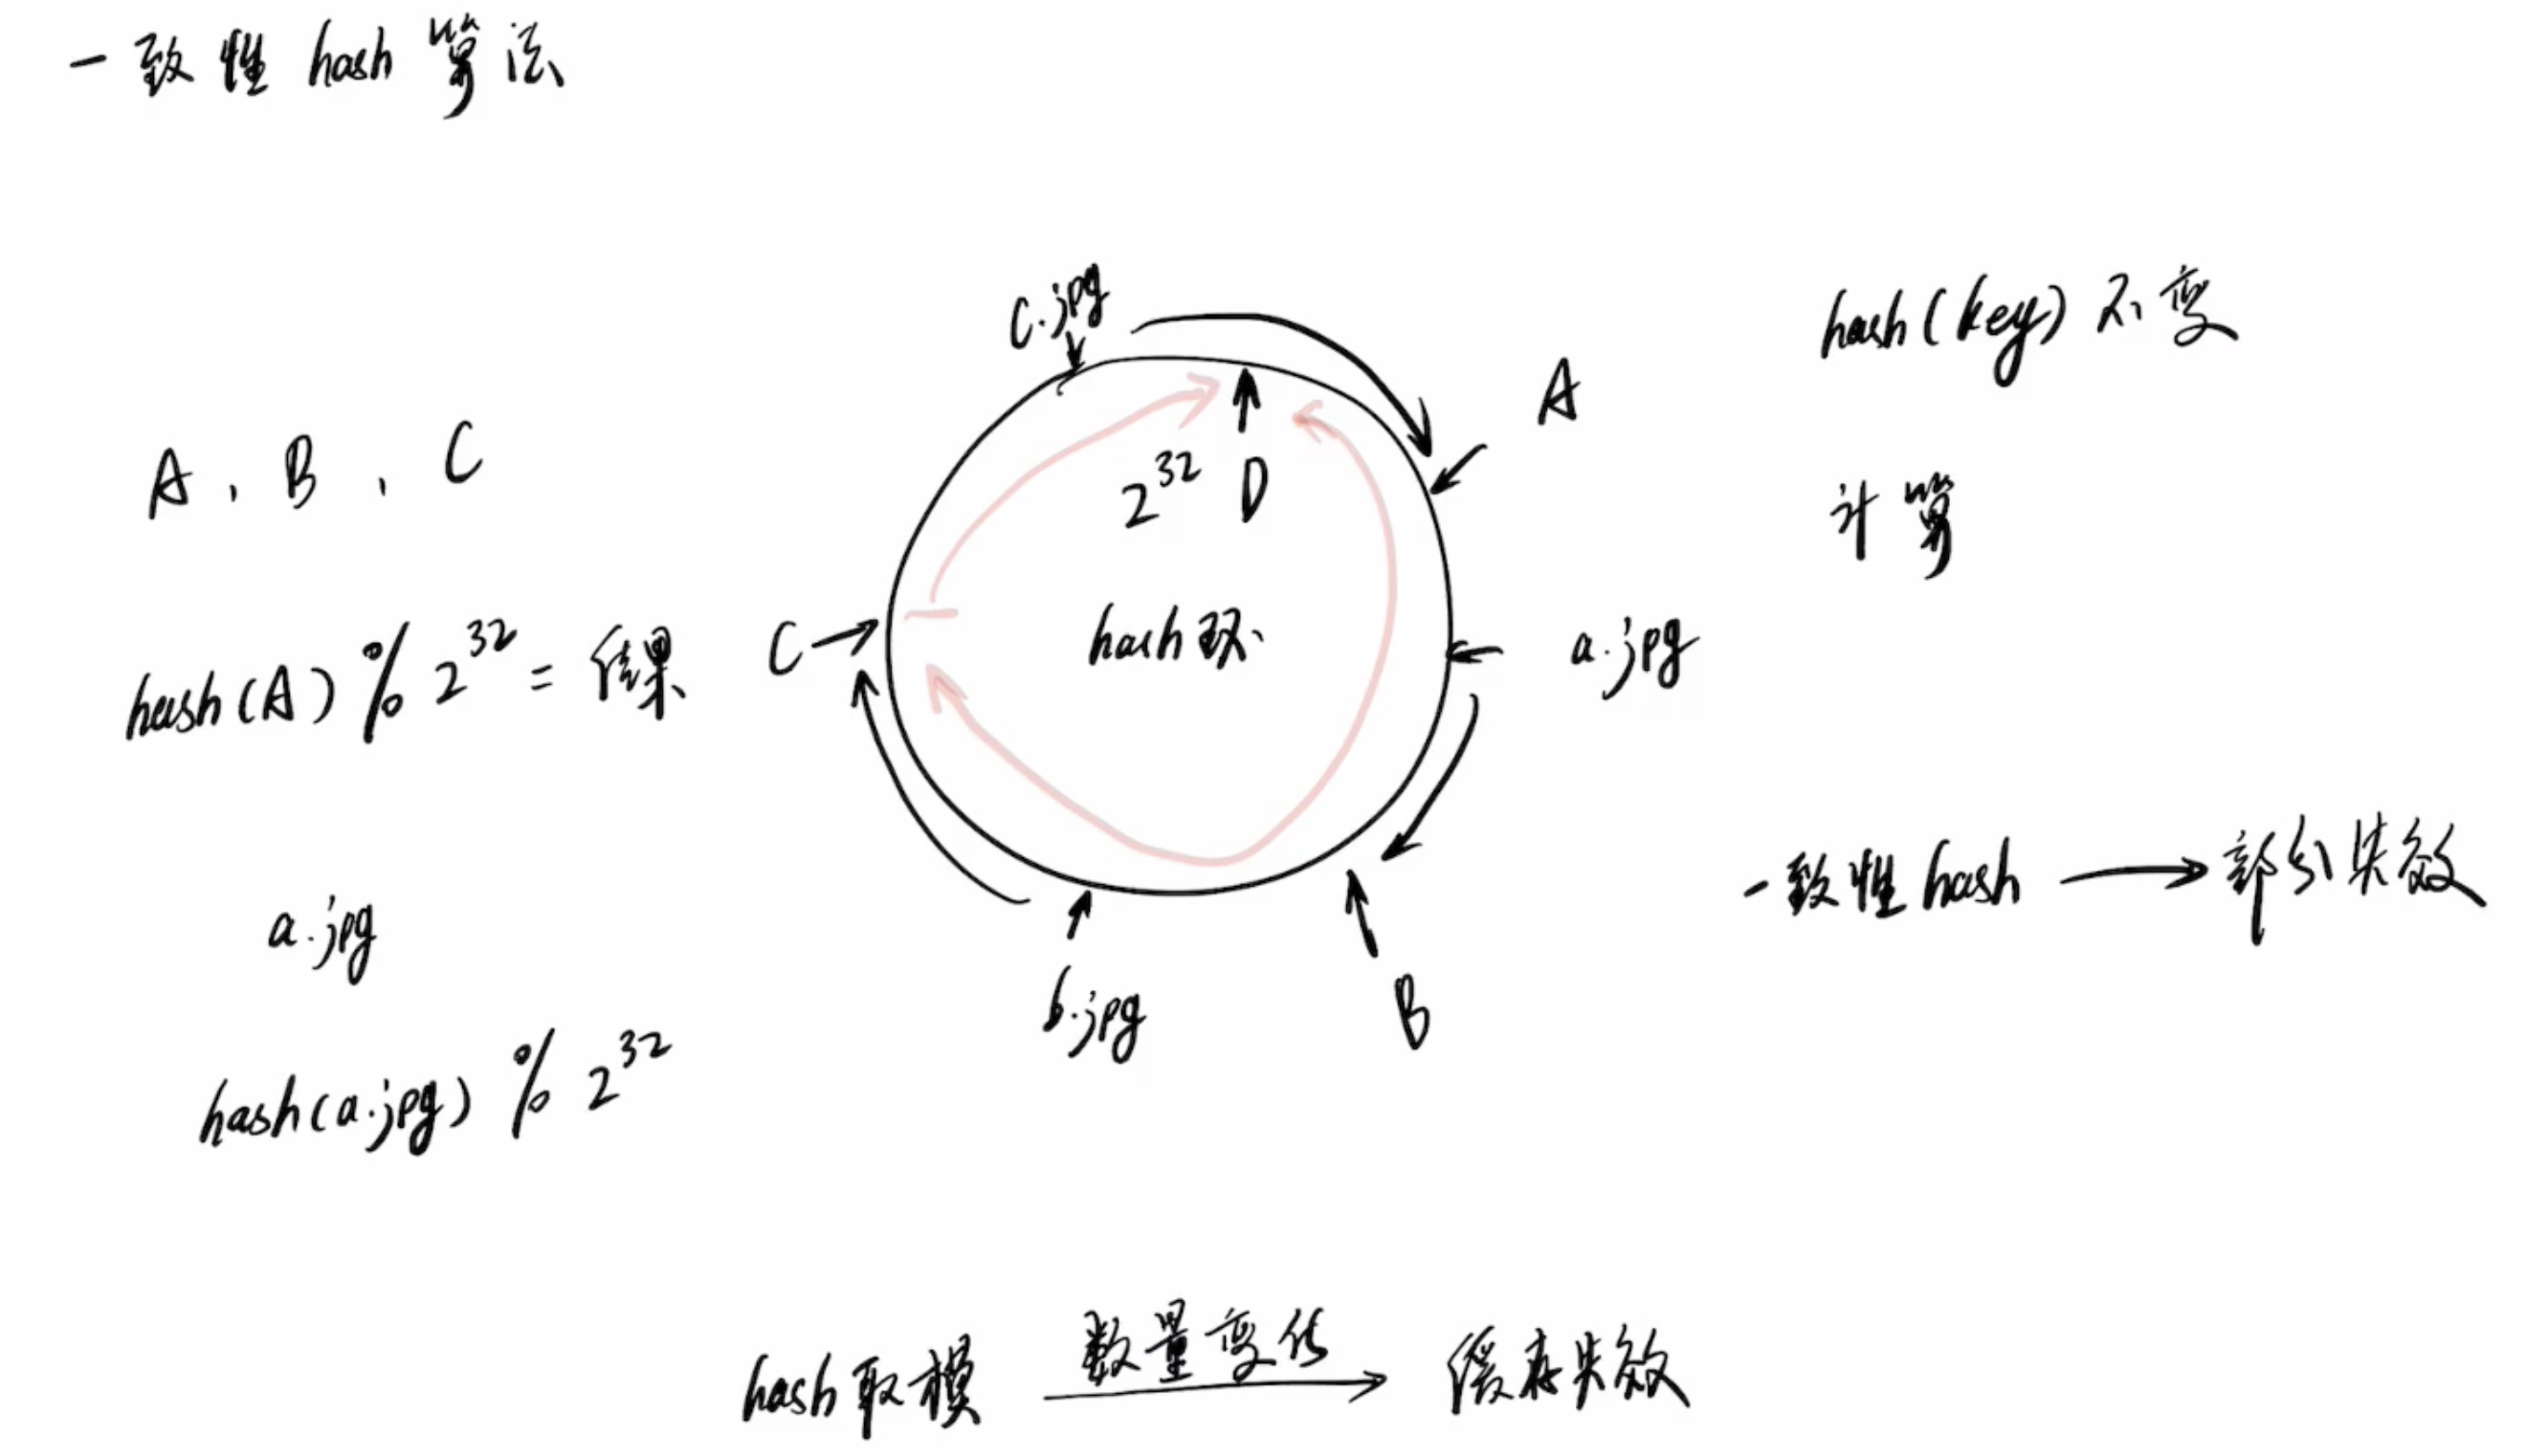 一致性 hash 算法
c.jpg
hash(key) 不变
A
A、B、C
2^32 D
计算
hash(A) % 2^32 = 结果
C
hash环
a.jpg
一致性 hash → 部分失效
a.jpg
b.jpg
B
hash(a.jpg) % 2^32
数量变化
hash取模 → 缓存失效